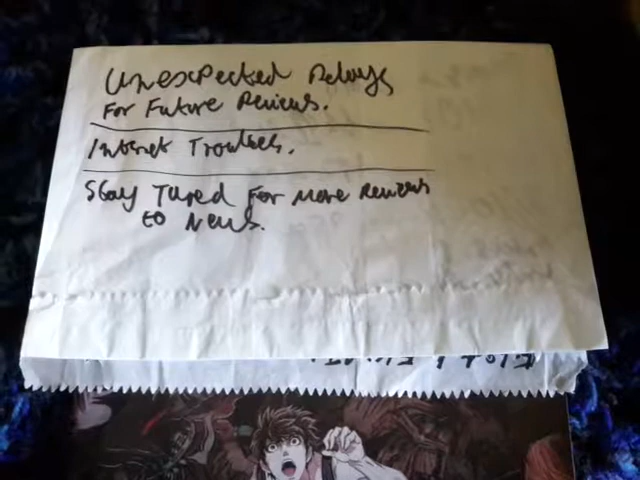 Unexpected Delays
For Future Reviews.
Internet Troubles.
Stay Tuned For More Reviews
to News.